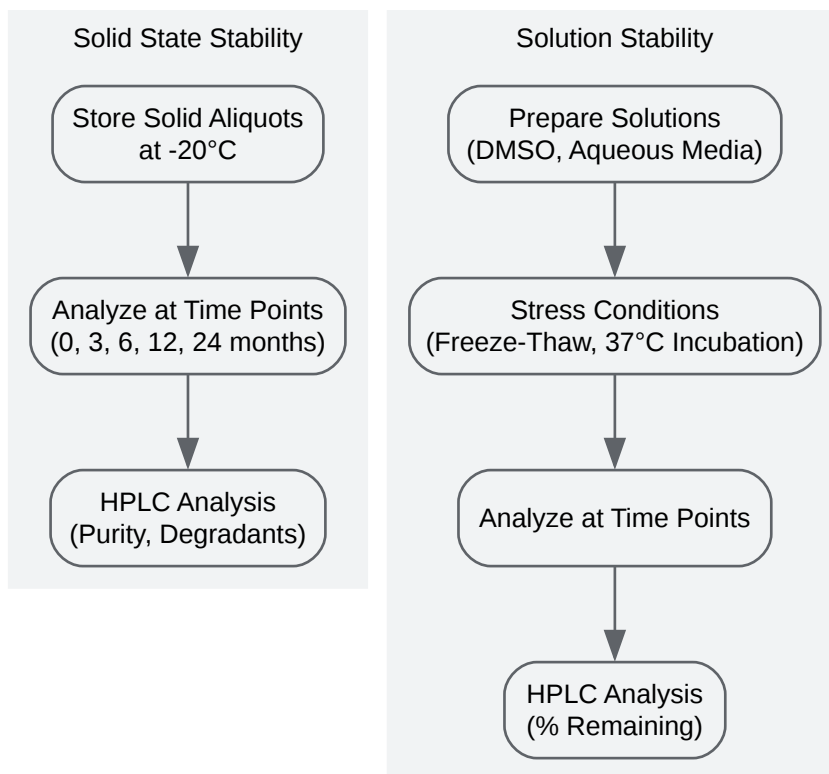 Solid State Stability
Store Solid Aliquots
at -20°C
Analyze at Time Points
(0, 3, 6, 12, 24 months)
HPLC Analysis
(Purity, Degradants)
Solution Stability
Prepare Solutions
(DMSO, Aqueous Media)
Stress Conditions
(Freeze-Thaw, 37°C Incubation)
Analyze at Time Points
HPLC Analysis
(% Remaining)